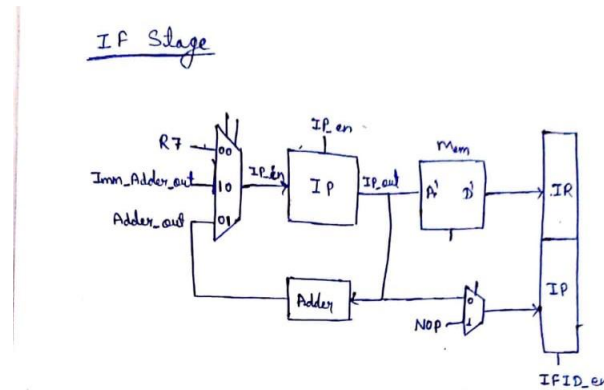 IF Stage
IP_en
R7
00
Mem
Imm_Adder_out
10
IP_in
IP
IP_out
A'
D'
IR
Adder_out
01
Adder
0
NOP
1
IP
IFID_en